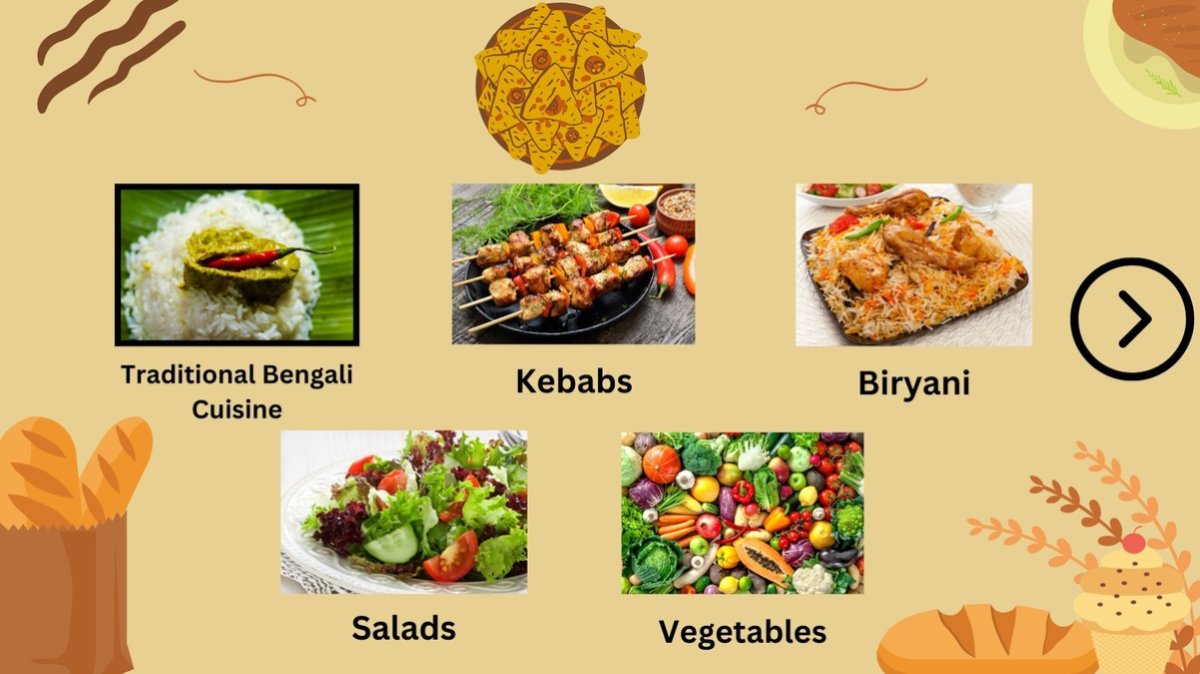 Traditional Bengali
Cuisine
Kebabs
Biryani
Salads
Vegetables